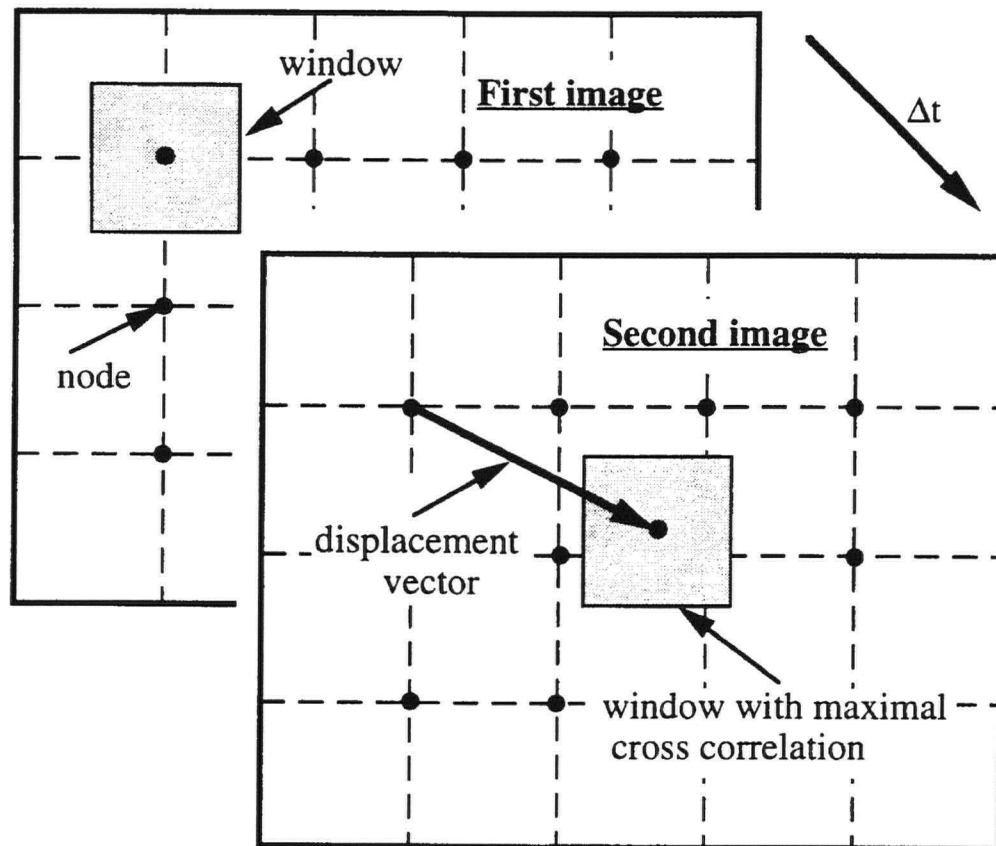 window
First image
Δt
node
Second image
displacement
vector
window with maximal
cross correlation